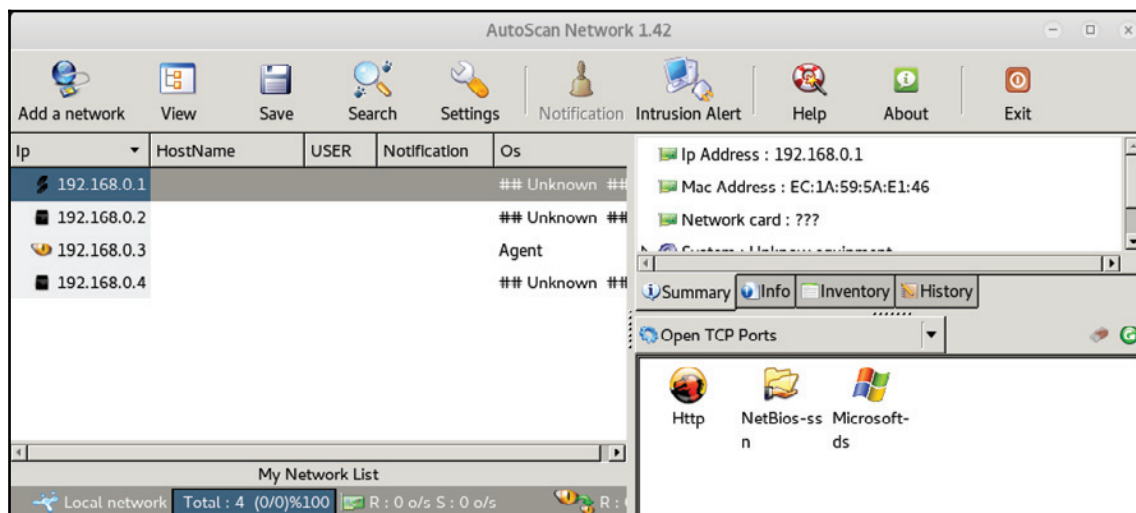 AutoScan Network 1.42
Add a network View Save Search Settings Notification Intrusion Alert Help About Exit
Ip HostName USER Notification Os
192.168.0.1 ## Unknown ##
192.168.0.2 ## Unknown ##
192.168.0.3 Agent
192.168.0.4 ## Unknown ##
My Network List
Local network Total : 4 (0/0)%100 R : 0 o/s S : 0 o/s R :
Ip Address : 192.168.0.1
Mac Address : EC:1A:59:5A:E1:46
Network card : ???
System : Unknow equipment
Summary Info Inventory History
Open TCP Ports
Http NetBios-ss Microsoft-
n ds